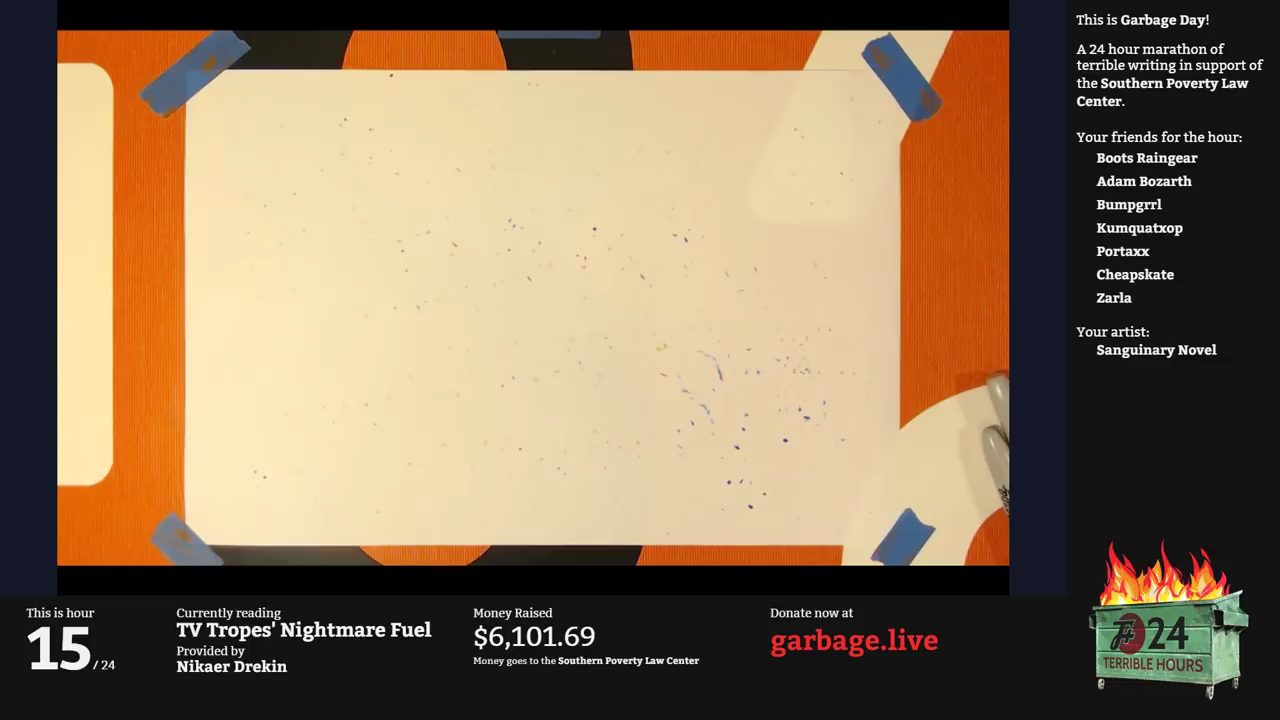 This is Garbage Day!
A 24 hour marathon of
terrible writing in support of
the Southern Poverty Law
Center.
Your friends for the hour:
Boots Raingear
Adam Bozarth
Bumpgrrl
Kumquatxop
Portaxx
Cheapskate
Zarla
Your artist:
Sanguinary Novel
This is hour
15 / 24
Currently reading
TV Tropes' Nightmare Fuel
Provided by
Nikaer Drekin
Money Raised
$6,101.69
Money goes to the Southern Poverty Law Center
Donate now at
garbage.live
F+ 24
TERRIBLE HOURS